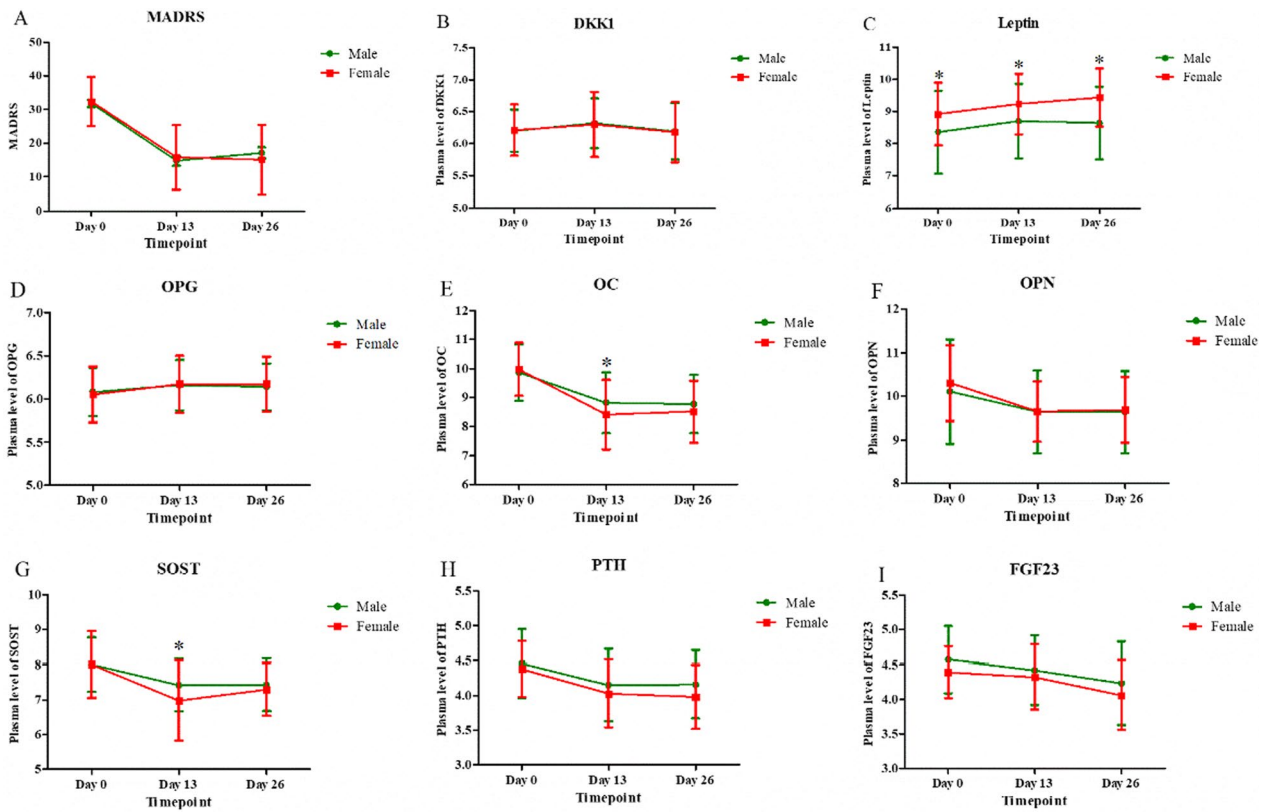 A
MADRS
50
40
30
20
10
0
MADRS
Day 0
Day 13
Day 26
Timepoint
Male
Female
B
DKK1
7.5
7.0
6.5
6.0
5.5
5.0
Plasma level of DKK1
Day 0
Day 13
Day 26
Timepoint
Male
Female
C
Leptin
11
10
9
8
7
6
Plasma level of Leptin
* * *
Day 0
Day 13
Day 26
Timepoint
Male
Female
D
OPG
7.0
6.5
6.0
5.5
5.0
Plasma level of OPG
Day 0
Day 13
Day 26
Timepoint
Male
Female
E
OC
12
11
10
9
8
7
6
Plasma level of OC
*
Day 0
Day 13
Day 26
Timepoint
Male
Female
F
OPN
12
11
10
9
8
Plasma level of OPN
Day 0
Day 13
Day 26
Timepoint
Male
Female
G
SOST
10
9
8
7
6
5
Plasma level of SOST
*
Day 0
Day 13
Day 26
Timepoint
Male
Female
H
PTH
5.5
5.0
4.5
4.0
3.5
3.0
Plasma level of PTH
Day 0
Day 13
Day 26
Timepoint
Male
Female
I
FGF23
5.5
5.0
4.5
4.0
3.5
3.0
Plasma level of FGF23
Day 0
Day 13
Day 26
Timepoint
Male
Female